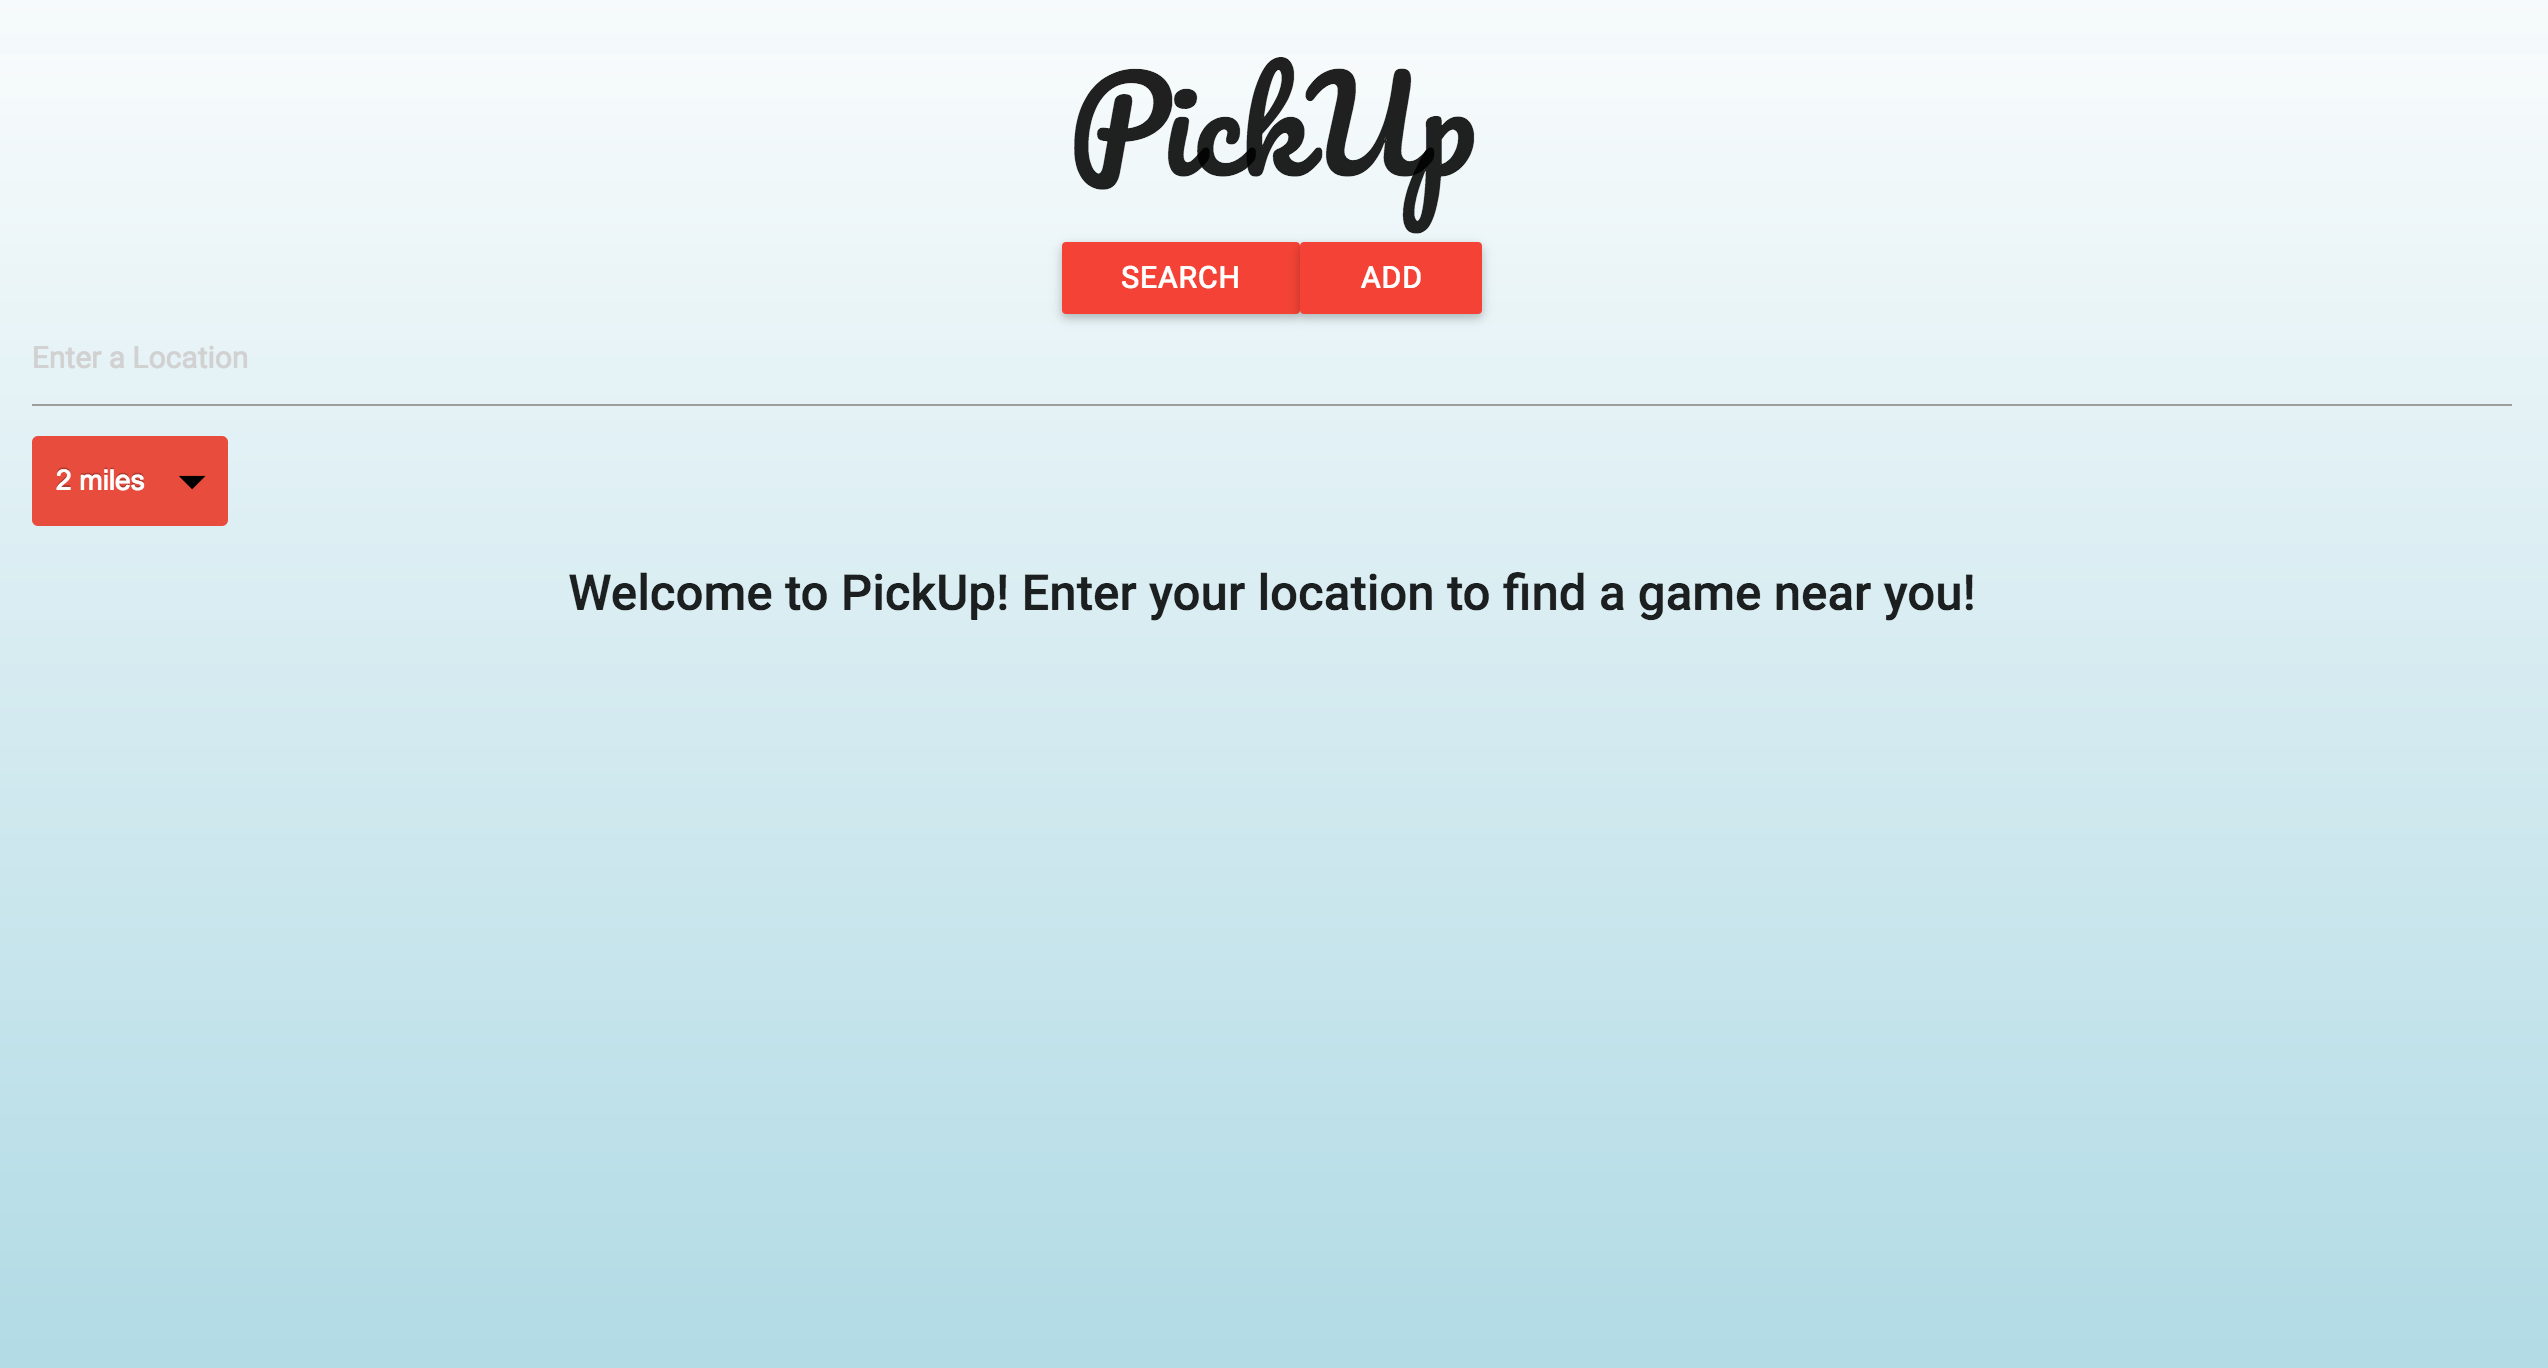 PickUp
SEARCH ADD
Enter a Location
2 miles
Welcome to PickUp! Enter your location to find a game near you!